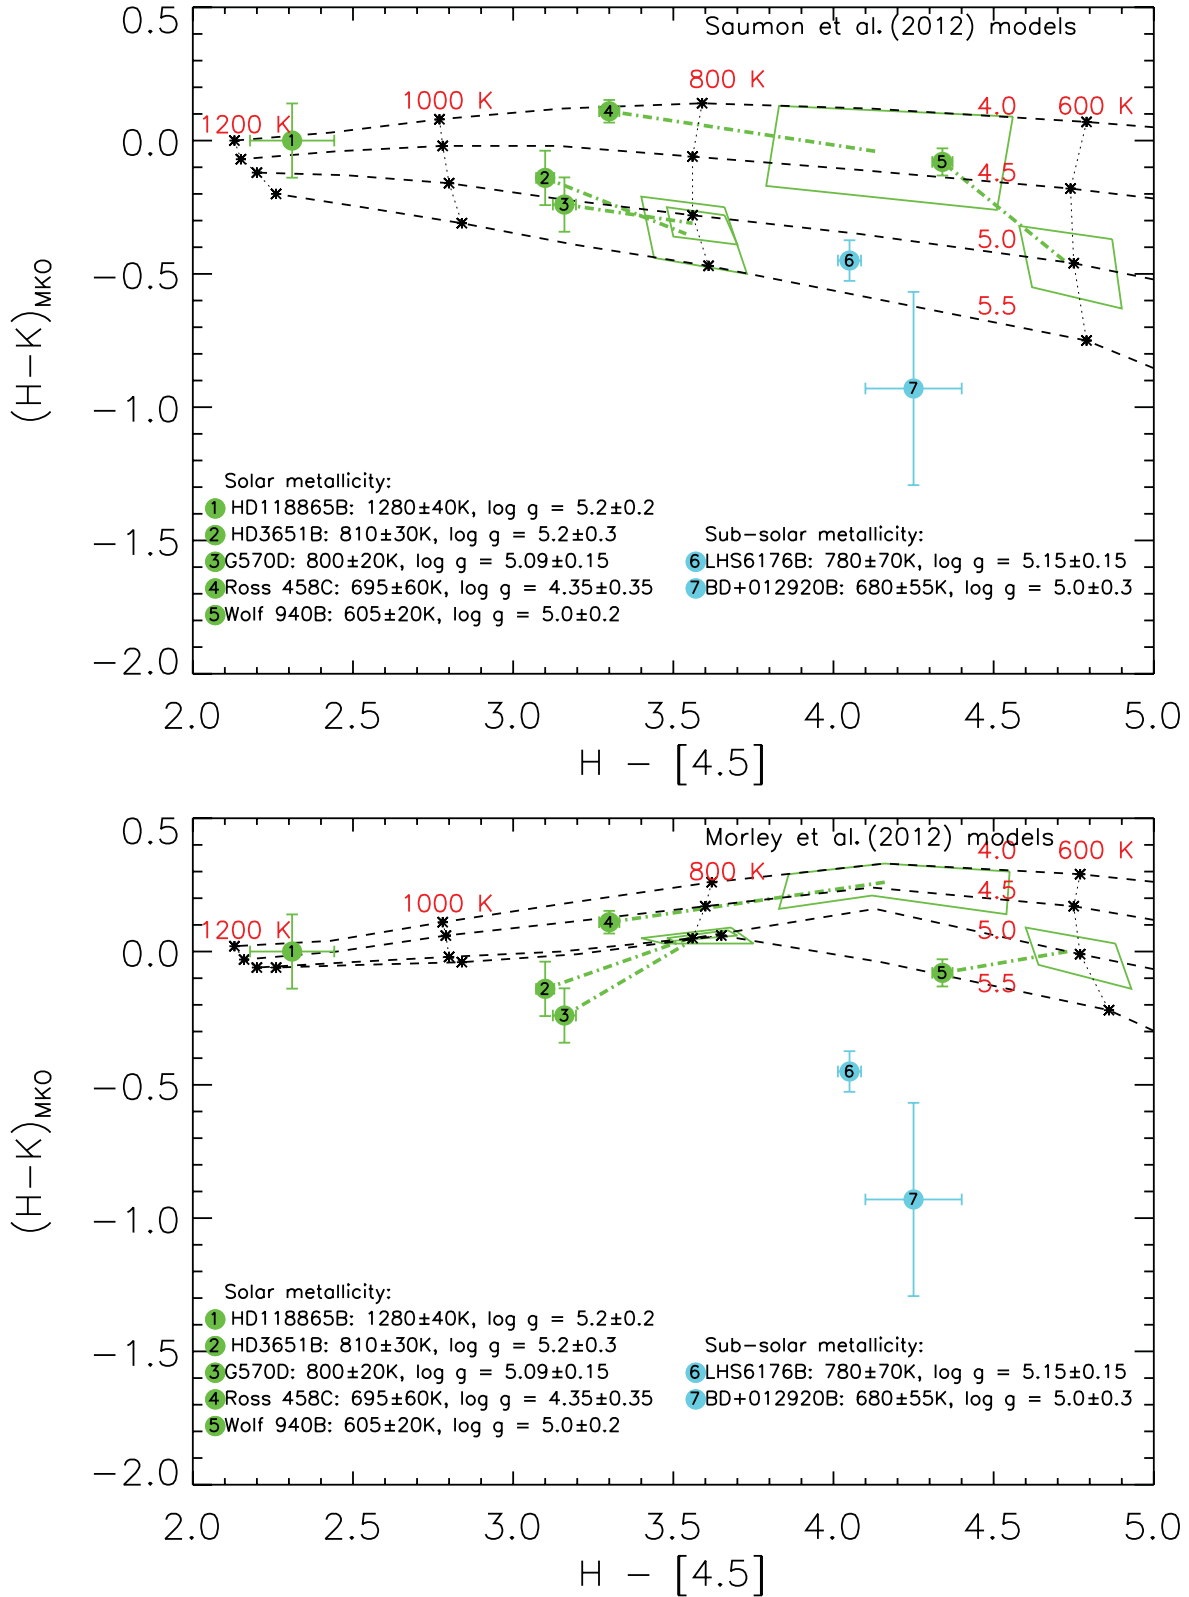 0.5
Saumon et al.(2012) models
800 K
1000 K
4.0
600 K
1200 K
0.0
4
1
5
4.5
2
3
5.0
6
−0.5
5.5
(H−K)MKO
7
−1.0
Solar metallicity:
1 HD118865B: 1280±40K, log g = 5.2±0.2
2 HD3651B: 810±30K, log g = 5.2±0.3
Sub-solar metallicity:
−1.5
3 G570D: 800±20K, log g = 5.09±0.15
6 LHS6176B: 780±70K, log g = 5.15±0.15
4 Ross 458C: 695±60K, log g = 4.35±0.35
7 BD+012920B: 680±55K, log g = 5.0±0.3
5 Wolf 940B: 605±20K, log g = 5.0±0.2
−2.0
2.0 2.5 3.0 3.5 4.0 4.5 5.0
H − [4.5]
0.5
Morley et al.(2012) models
4.0
600 K
800 K
4.5
1000 K
4
1200 K
5.0
0.0
1
5
5.5
2
3
6
−0.5
(H−K)MKO
7
−1.0
Solar metallicity:
1 HD118865B: 1280±40K, log g = 5.2±0.2
2 HD3651B: 810±30K, log g = 5.2±0.3
Sub-solar metallicity:
−1.5
3 G570D: 800±20K, log g = 5.09±0.15
6 LHS6176B: 780±70K, log g = 5.15±0.15
4 Ross 458C: 695±60K, log g = 4.35±0.35
7 BD+012920B: 680±55K, log g = 5.0±0.3
5 Wolf 940B: 605±20K, log g = 5.0±0.2
−2.0
2.0 2.5 3.0 3.5 4.0 4.5 5.0
H − [4.5]